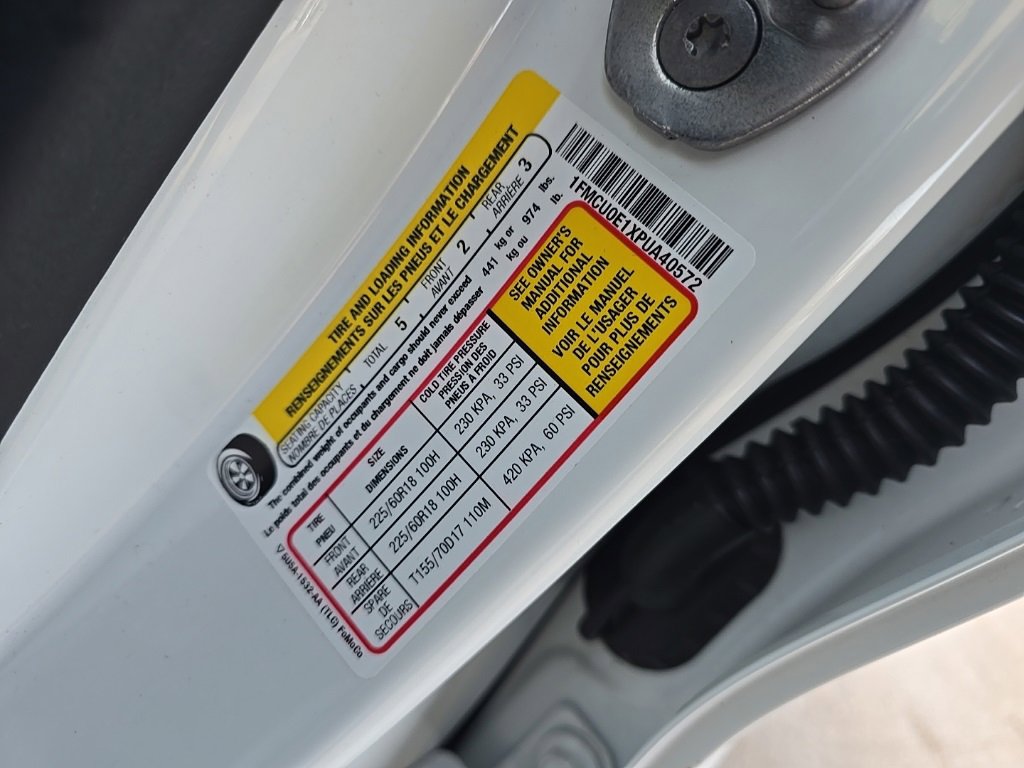 TIRE AND LOADING INFORMATION
RENSEIGNEMENTS SUR LES PNEUS ET LE CHARGEMENT
SEATING CAPACITY
NOMBRE DE PLACES
TOTAL 5
FRONT
AVANT 2
REAR
ARRIÈRE 3
The combined weight of occupants and cargo should never exceed 441 kg or 974 lbs.
Le poids total des occupants et du chargement ne doit jamais dépasser kg ou lb.
TIRE
PNEU
SIZE
DIMENSIONS
COLD TIRE PRESSURE
PRESSION DES
PNEUS À FROID
FRONT
AVANT
225/60R18 100H
230 KPA, 33 PSI
REAR
ARRIÈRE
225/60R18 100H
230 KPA, 33 PSI
SPARE
DE
SECOURS
T155/70D17 110M
420 KPA, 60 PSI
SEE OWNER'S
MANUAL FOR
ADDITIONAL
INFORMATION
VOIR LE MANUEL
DE L'USAGER
POUR PLUS DE
RENSEIGNEMENTS
1FMCU0E1XPUA40572
5USA-1532-AA (TLC) FoMoCo